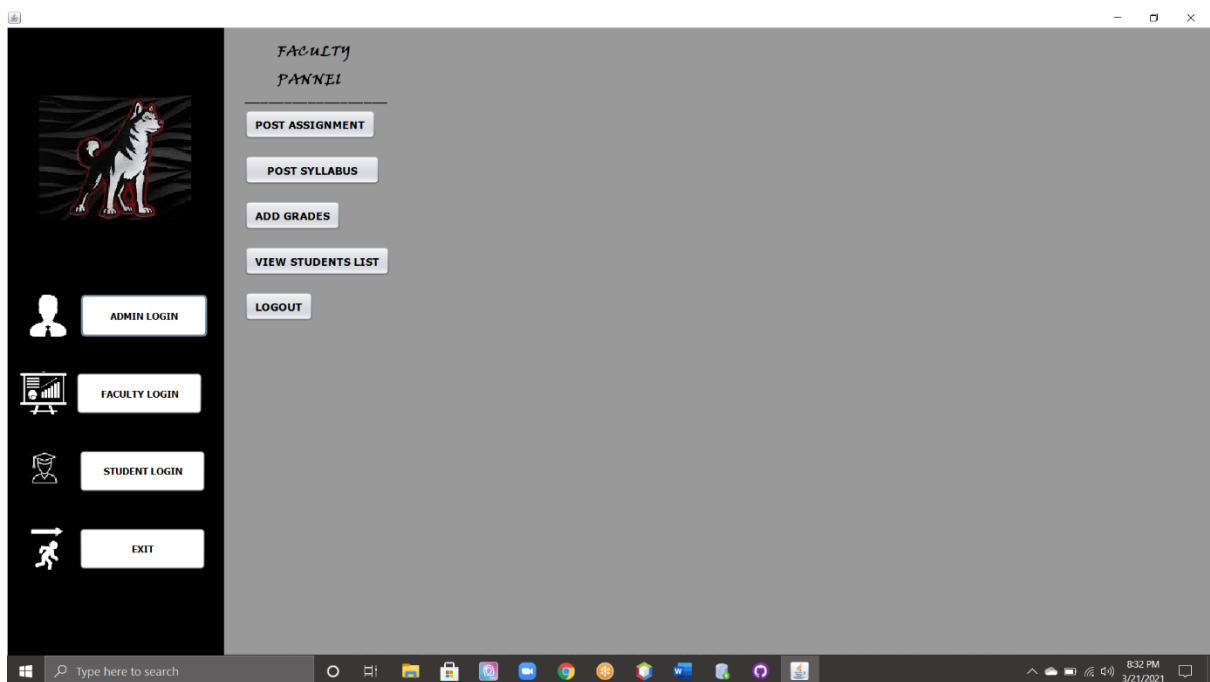 FACULTY
PANNEL
POST ASSIGNMENT
POST SYLLABUS
ADD GRADES
VIEW STUDENTS LIST
LOGOUT
ADMIN LOGIN
FACULTY LOGIN
STUDENT LOGIN
EXIT
Type here to search
8:32 PM
3/21/2021